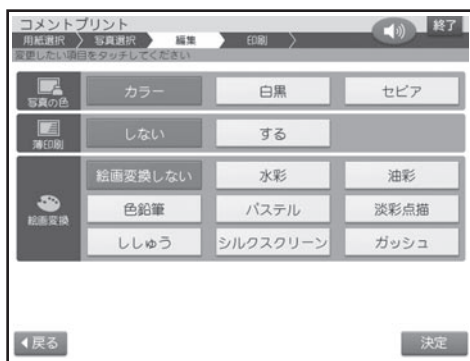 コメントプリント
終了
用紙選択 写真選択 編集 印刷
変更したい項目をタッチしてください
写真の色 カラー 白黒 セピア
薄印刷 しない する
絵画変換 絵画変換しない 水彩 油彩
色鉛筆 パステル 淡彩点描
ししゅう シルクスクリーン ガッシュ
戻る 決定